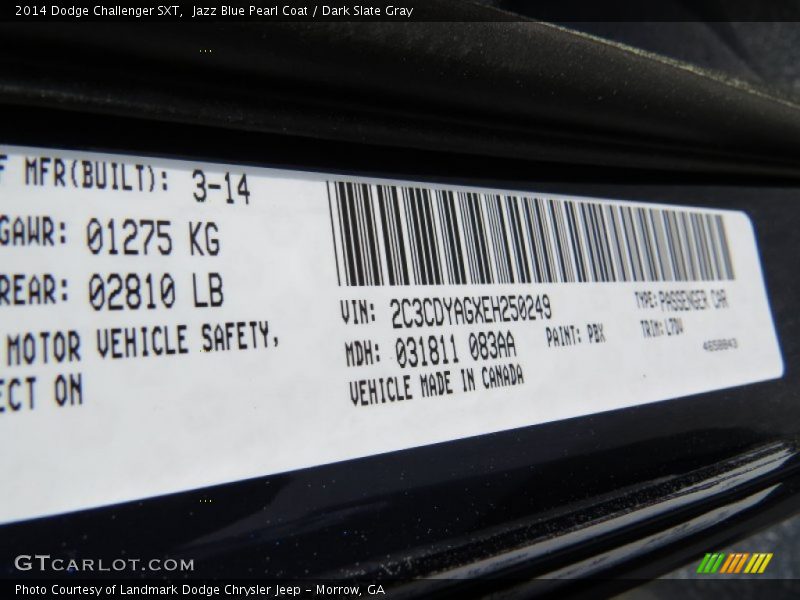 2014 Dodge Challenger SXT,  Jazz Blue Pearl Coat / Dark Slate Gray
F MFR(BUILT): 3-14
GAWR: 01275 KG
REAR: 02810 LB
MOTOR VEHICLE SAFETY,
ECT ON
VIN: 2C3CDYAGXEH250249
TYPE: PASSENGER CAR
MDH: 031811 083AA
PAINT: PBX
TRIM: L7DV
VEHICLE MADE IN CANADA
4658043
GTCARLOT.COM
Photo Courtesy of Landmark Dodge Chrysler Jeep - Morrow, GA